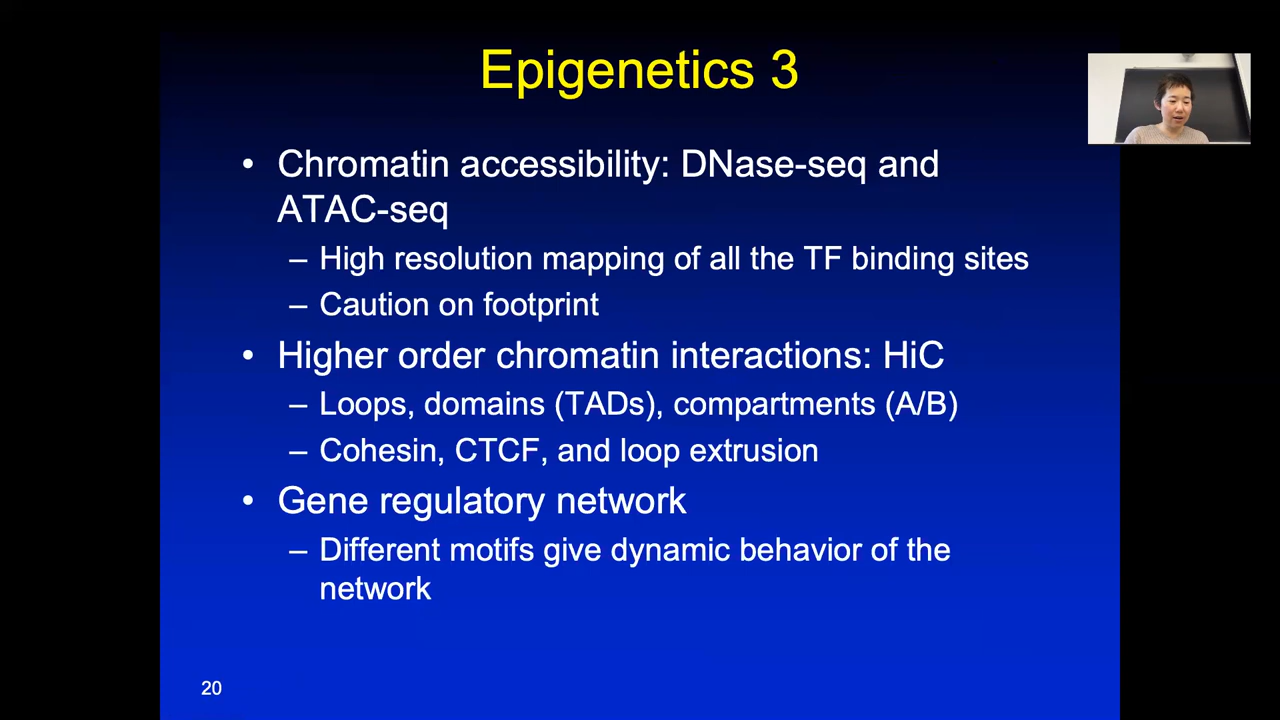 Epigenetics 3
• Chromatin accessibility: DNase-seq and
ATAC-seq
– High resolution mapping of all the TF binding sites
– Caution on footprint
• Higher order chromatin interactions: HiC
– Loops, domains (TADs), compartments (A/B)
– Cohesin, CTCF, and loop extrusion
• Gene regulatory network
– Different motifs give dynamic behavior of the
network
20